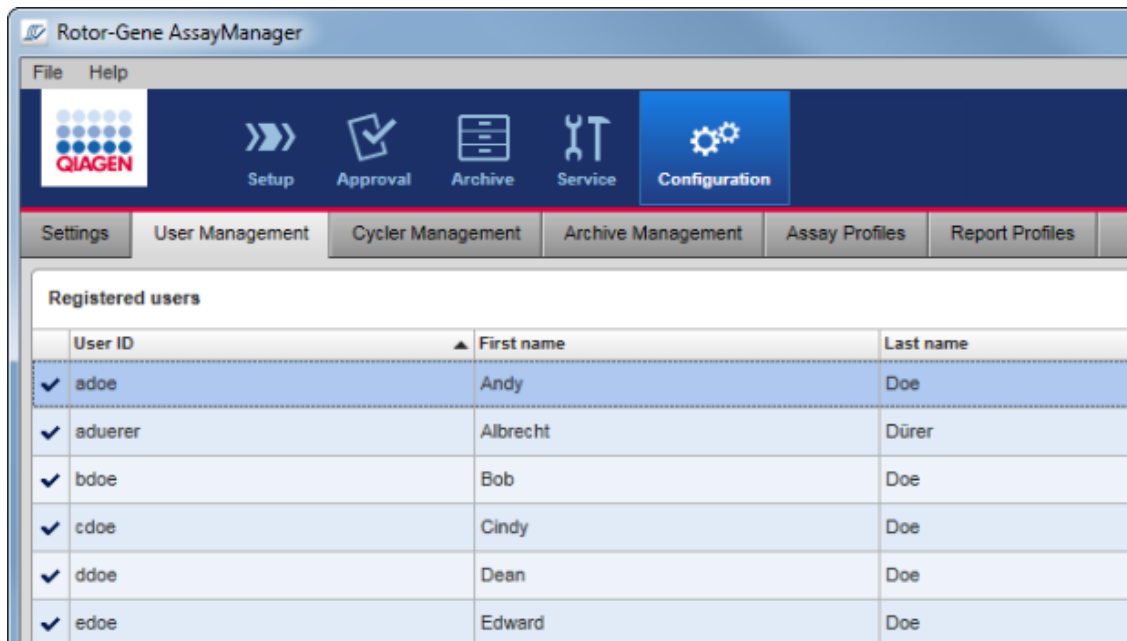 Rotor-Gene AssayManager
File Help
QIAGEN
Setup Approval Archive Service Configuration
Settings User Management Cycler Management Archive Management Assay Profiles Report Profiles
Registered users
User ID First name Last name
adoe Andy Doe
aduerer Albrecht Dürer
bdoe Bob Doe
cdoe Cindy Doe
ddoe Dean Doe
edoe Edward Doe